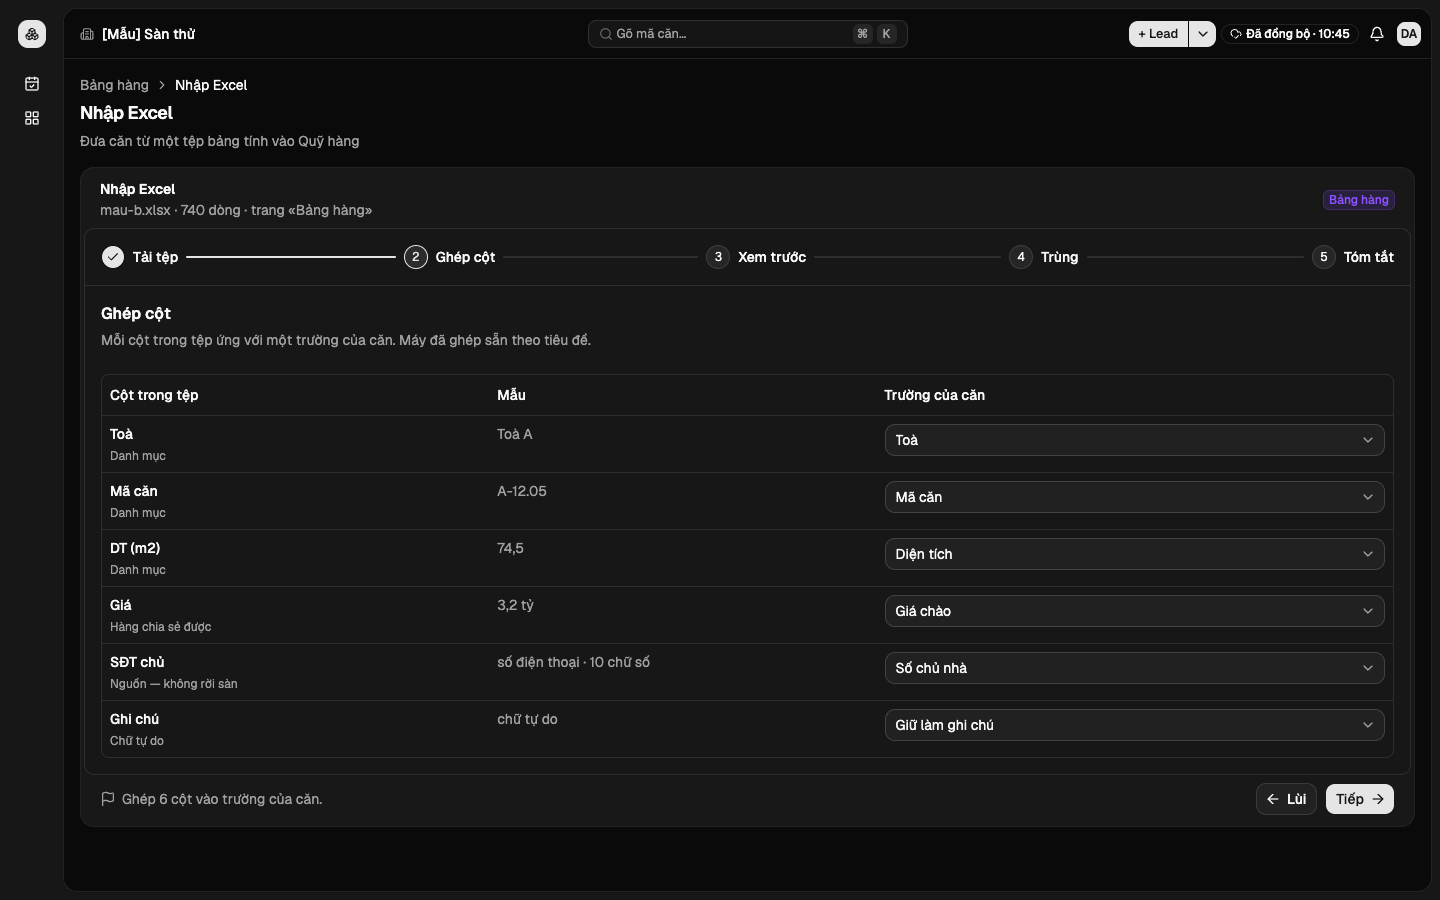 [Mẫu] Sàn thử
Gõ mã căn...
⌘ K
+ Lead
Đã đồng bộ · 10:45
DA
Bảng hàng > Nhập Excel
Nhập Excel
Đưa căn từ một tệp bảng tính vào Quỹ hàng
Nhập Excel
mau-b.xlsx · 740 dòng · trang «Bảng hàng»
Bảng hàng
Tải tệp
2 Ghép cột
3 Xem trước
4 Trùng
5 Tóm tắt
Ghép cột
Mỗi cột trong tệp ứng với một trường của căn. Máy đã ghép sẵn theo tiêu đề.
Cột trong tệp Mẫu Trường của căn
Toà Toà A Toà
Danh mục
Mã căn A-12.05 Mã căn
Danh mục
DT (m2) 74,5 Diện tích
Danh mục
Giá 3,2 tỷ Giá chào
Hàng chia sẻ được
SĐT chủ số điện thoại · 10 chữ số Số chủ nhà
Nguồn — không rời sàn
Ghi chú chữ tự do Giữ làm ghi chú
Chữ tự do
Ghép 6 cột vào trường của căn.
Lùi
Tiếp